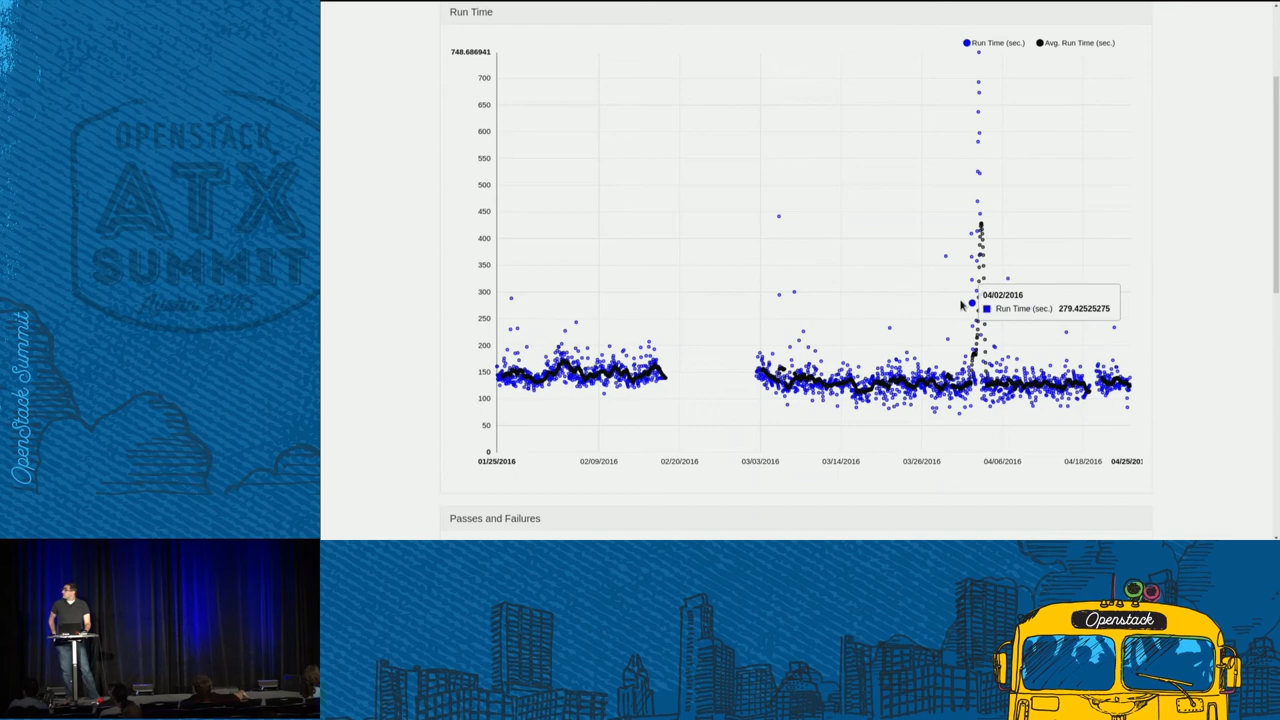 Run Time
Run Time (sec.)
Avg. Run Time (sec.)
748.686941
700
650
600
550
500
450
400
350
300
250
200
150
100
50
0
04/02/2016
Run Time (sec.) 279.42525275
01/25/2016
02/09/2016
02/20/2016
03/03/2016
03/14/2016
03/26/2016
04/06/2016
04/18/2016
04/25/201
Passes and Failures
OPENSTACK
ATX
SUMMIT
OpenStack Summit
Openstack